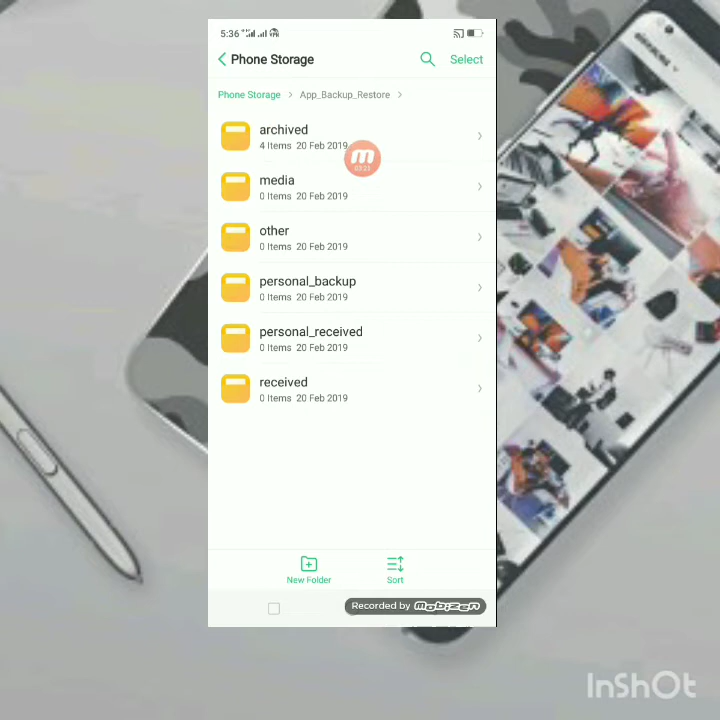 5:36
Phone Storage
Select
Phone Storage > App_Backup_Restore >
archived
4 Items 20 Feb 2019
03:21
media
0 Items 20 Feb 2019
other
0 Items 20 Feb 2019
personal_backup
0 Items 20 Feb 2019
personal_received
0 Items 20 Feb 2019
received
0 Items 20 Feb 2019
New Folder
Sort
Recorded by mobizen
InShOt